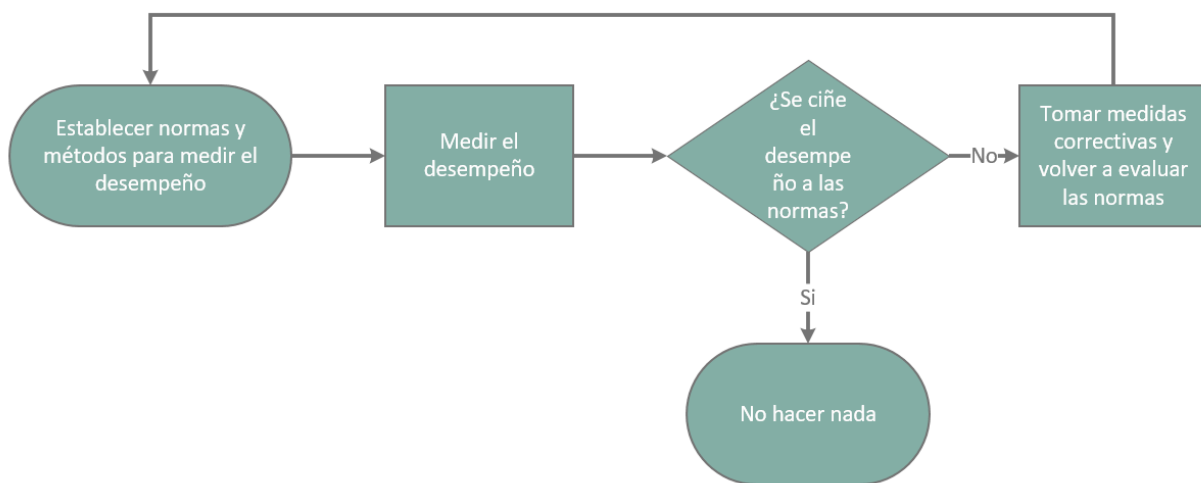 Establecer normas y
métodos para medir el
desempeño
Medir el
desempeño
¿Se ciñe
el
desempe
ño a las
normas?
No
Tomar medidas
correctivas y
volver a evaluar
las normas
Si
No hacer nada